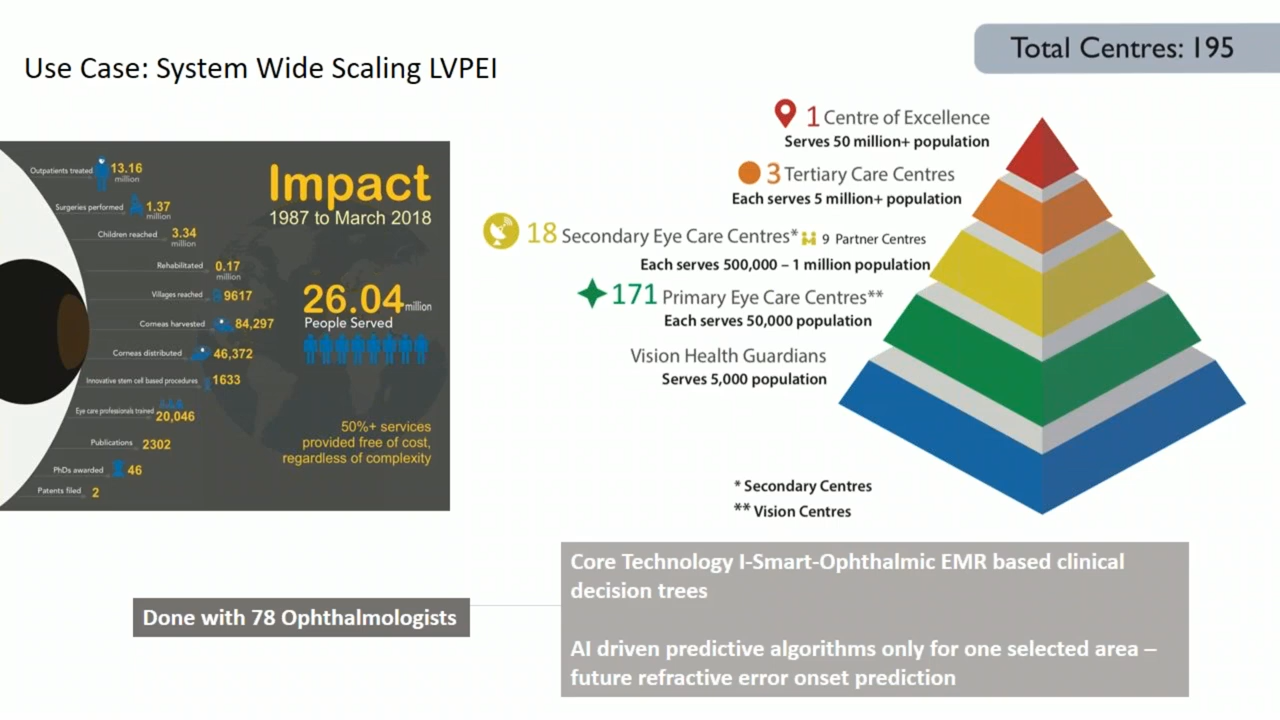 Use Case: System Wide Scaling LVPEI
Total Centres: 195
Outpatients treated 13.16 million
Surgeries performed 1.37 million
Children reached 3.34 million
Rehabilitated 0.17 million
Villages reached 9617
Corneas harvested 84,297
Corneas distributed 46,372
Innovative stem cell based procedures 1633
Eye care professionals trained 20,046
Publications 2302
PhDs awarded 46
Patents filed 2
Impact
1987 to March 2018
26.04 million
People Served
50%+ services
provided free of cost,
regardless of complexity
1 Centre of Excellence
Serves 50 million+ population
3 Tertiary Care Centres
Each serves 5 million+ population
18 Secondary Eye Care Centres* 9 Partner Centres
Each serves 500,000 – 1 million population
171 Primary Eye Care Centres**
Each serves 50,000 population
Vision Health Guardians
Serves 5,000 population
* Secondary Centres
** Vision Centres
Done with 78 Ophthalmologists
Core Technology I-Smart-Ophthalmic EMR based clinical
decision trees
AI driven predictive algorithms only for one selected area –
future refractive error onset prediction